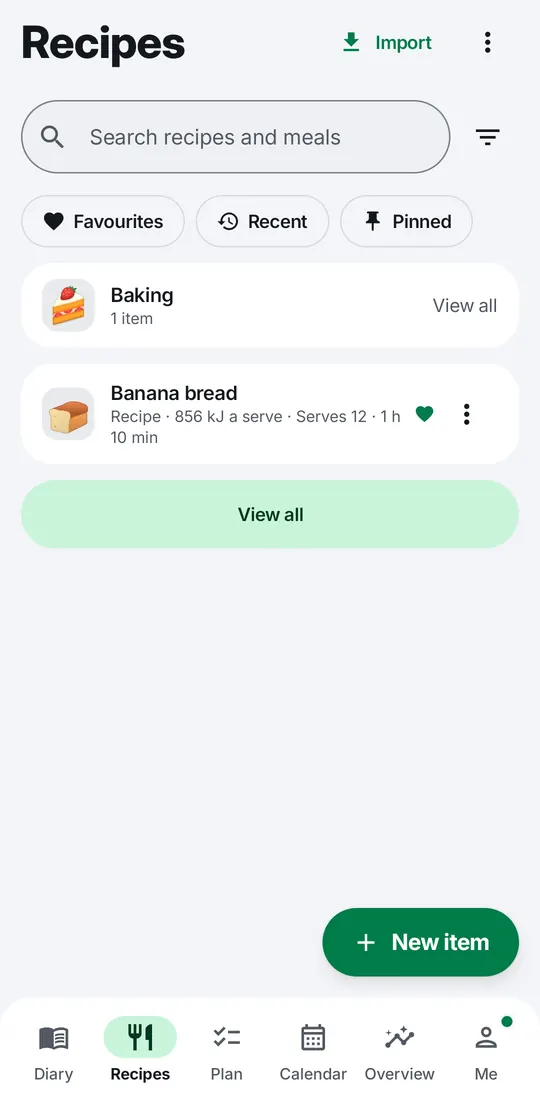 Recipes
Import
Search recipes and meals
Favourites
Recent
Pinned
Baking
1 item
View all
Banana bread
Recipe · 856 kJ a serve · Serves 12 · 1 h
10 min
View all
New item
Diary
Recipes
Plan
Calendar
Overview
Me